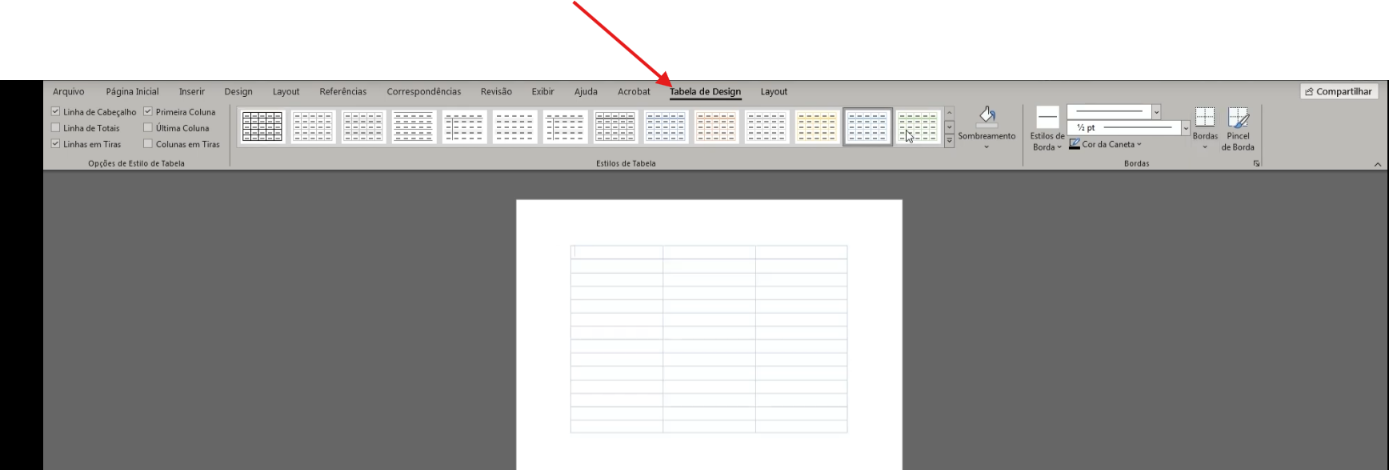 Arquivo Página Inicial Inserir Design Layout Referências Correspondências Revisão Exibir Ajuda Acrobat Tabela de Design Layout Compartilhar
Linha de Cabeçalho Primeira Coluna
Linha de Totais Última Coluna
Linhas em Tiras Colunas em Tiras
Opções de Estilo de Tabela
Estilos de Tabela
Sombreamento
Estilos de Borda
½ pt
Cor da Caneta
Bordas
Pincel de Borda
Bordas